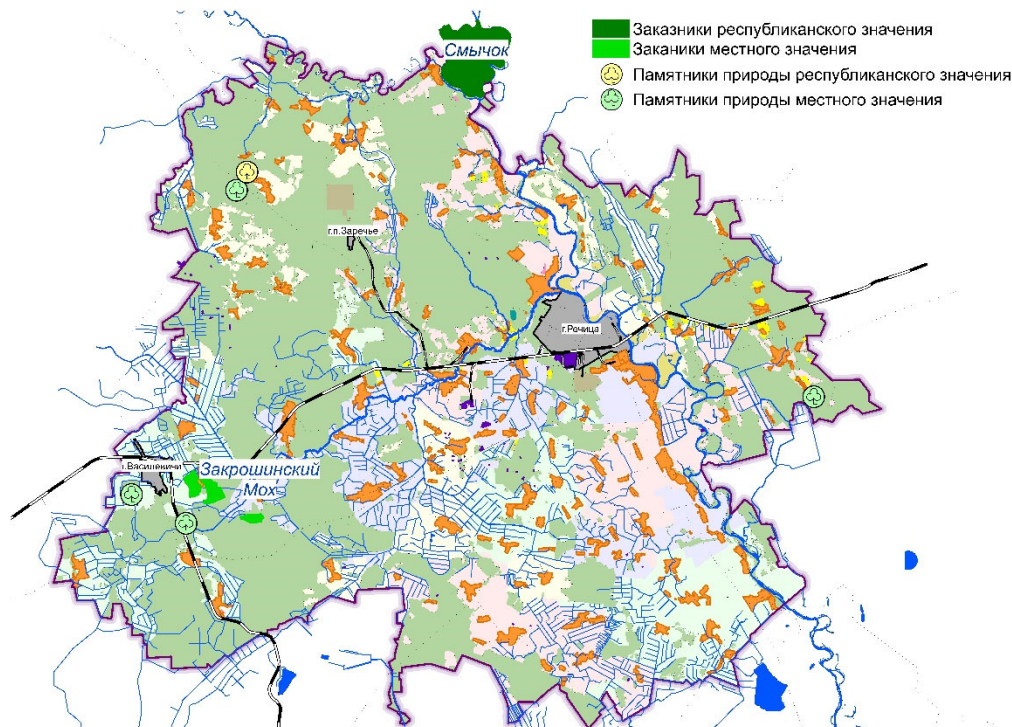 Смычок
Заказники республиканского значения
Заканики местного значения
Памятники природы республиканского значения
Памятники природы местного значения
г.п.Заречье
г.Речица
г.Василевичи
Закрошинский
Мох